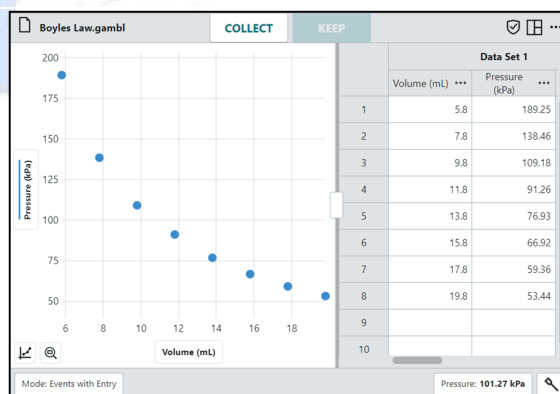 Boyles Law.gambl
COLLECT
KEEP
Data Set 1
Volume (mL) •••
Pressure
(kPa) •••
1 5.8 189.25
2 7.8 138.46
3 9.8 109.18
4 11.8 91.26
5 13.8 76.93
6 15.8 66.92
7 17.8 59.36
8 19.8 53.44
9
10
200
175
150
125
100
75
50
Pressure (kPa)
6 8 10 12 14 16 18
Volume (mL)
Mode: Events with Entry
Pressure: 101.27 kPa